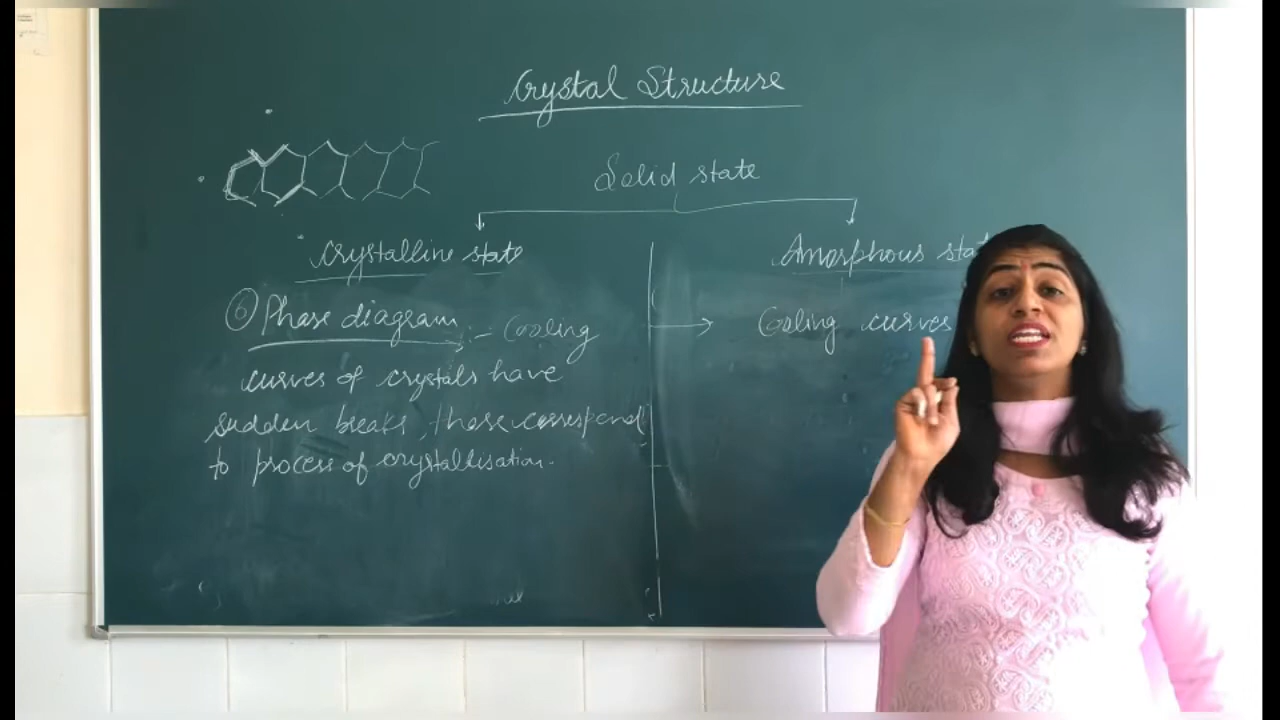 Crystal Structure
Solid state
Crystalline state
Amorphous stat
⑥ Phase diagram :- Cooling
curves of crystals have
sudden breaks, these correspond
to process of crystallisation.
Cooling curves